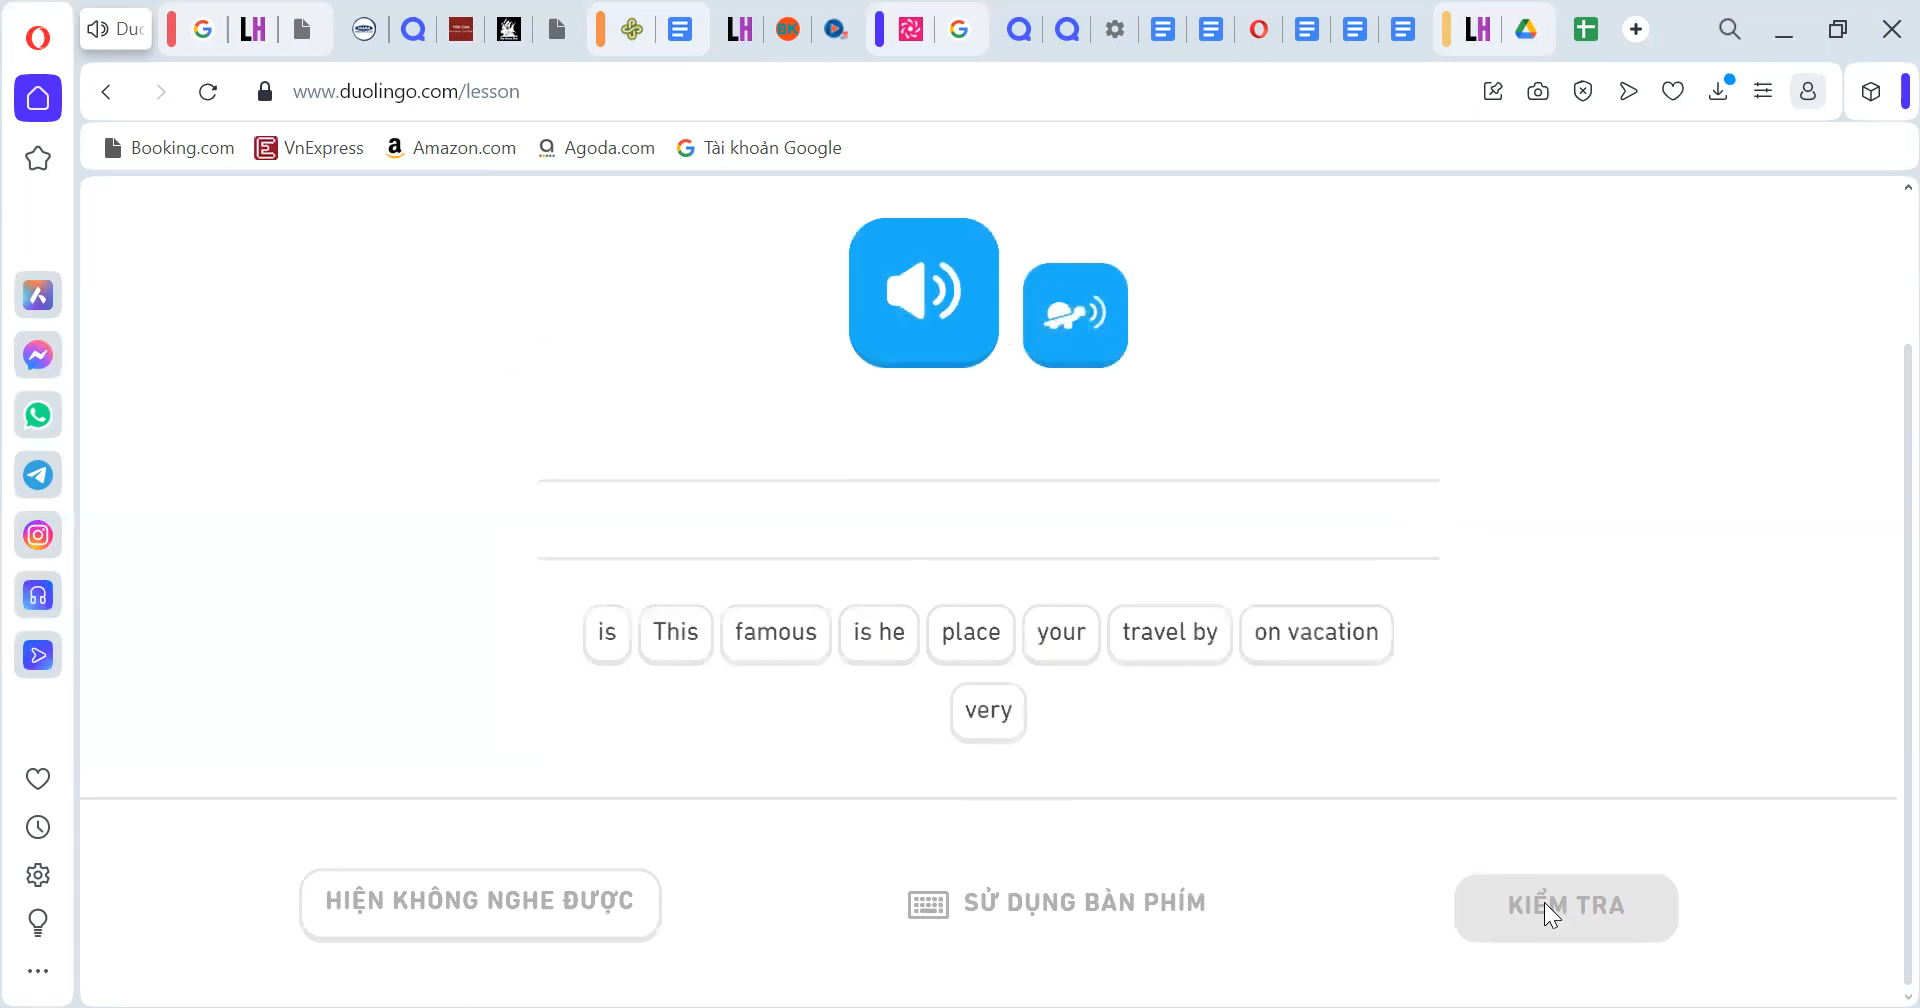 Duc
www.duolingo.com/lesson
Booking.com VnExpress Amazon.com Agoda.com Tài khoản Google
is This famous is he place your travel by on vacation
very
HIỆN KHÔNG NGHE ĐƯỢC SỬ DỤNG BÀN PHÍM KIỂM TRA